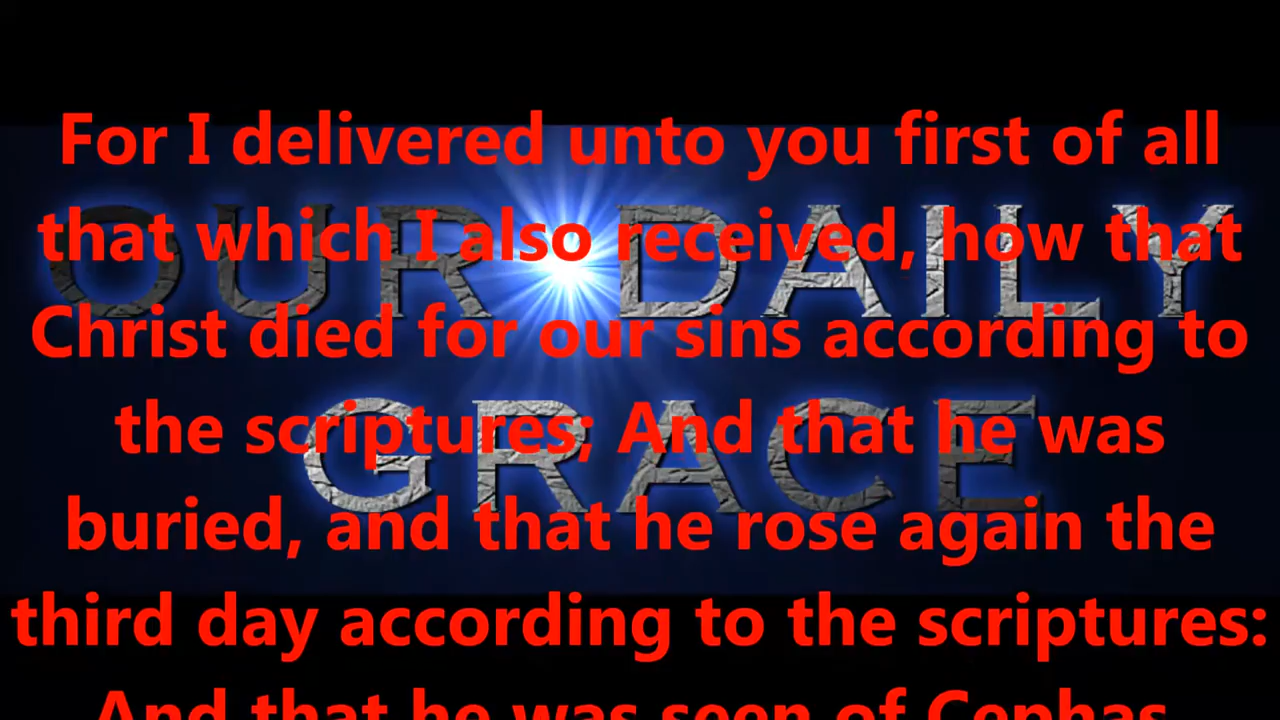 For I delivered unto you first of all
that which I also received, how that
Christ died for our sins according to
the scriptures; And that he was
buried, and that he rose again the
third day according to the scriptures:
And that he was seen of Cephas,
OUR DAILY
GRACE